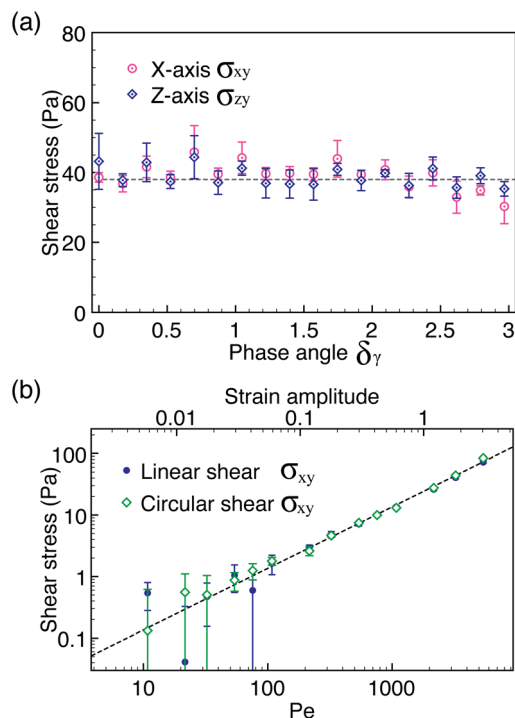 (a)
80
60
40
20
0
Shear stress (Pa)
X-axis σxy
Z-axis σzy
0 0.5 1 1.5 2 2.5 3
Phase angle δγ
(b)
Strain amplitude
0.01 0.1 1
100
10
1
0.1
Shear stress (Pa)
Linear shear σxy
Circular shear σxy
10 100 1000
Pe